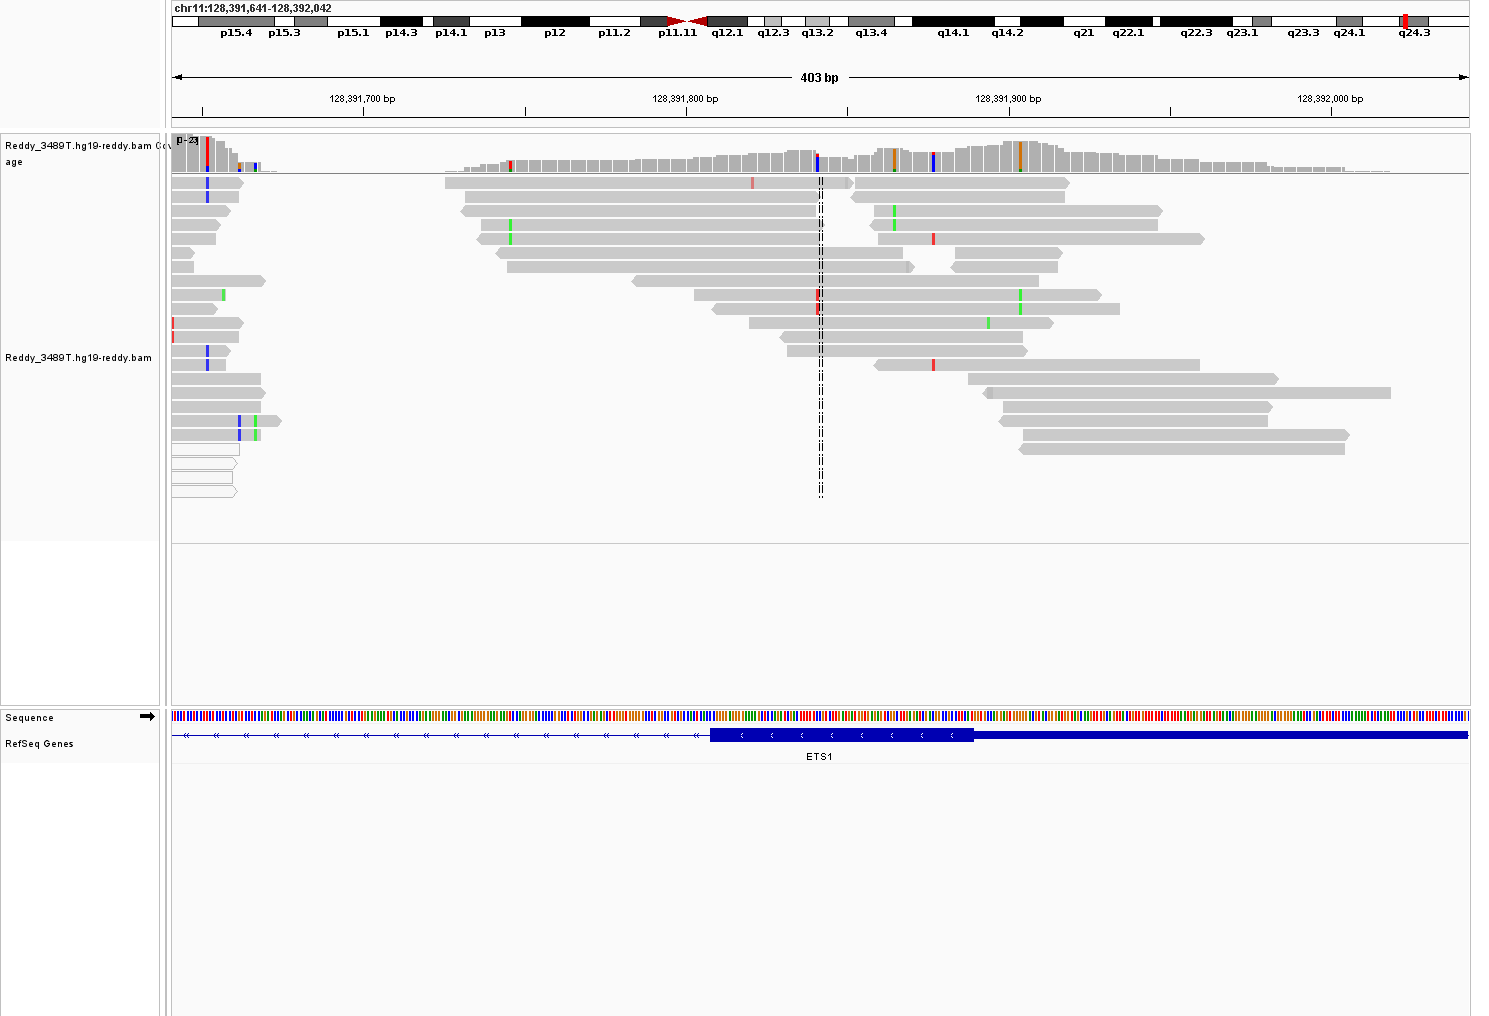 chr11:128,391,641-128,392,042
p15.4 p15.3 p15.1 p14.3 p14.1 p13 p12 p11.2 p11.11 q12.1 q12.3 q13.2 q13.4 q14.1 q14.2 q21 q22.1 q22.3 q23.1 q23.3 q24.1 q24.3
403 bp
128,391,700 bp 128,391,800 bp 128,391,900 bp 128,392,000 bp
Reddy_3489T.hg19-reddy.bam Cov
age
[0-23]
Reddy_3489T.hg19-reddy.bam
Sequence
RefSeq Genes
ETS1